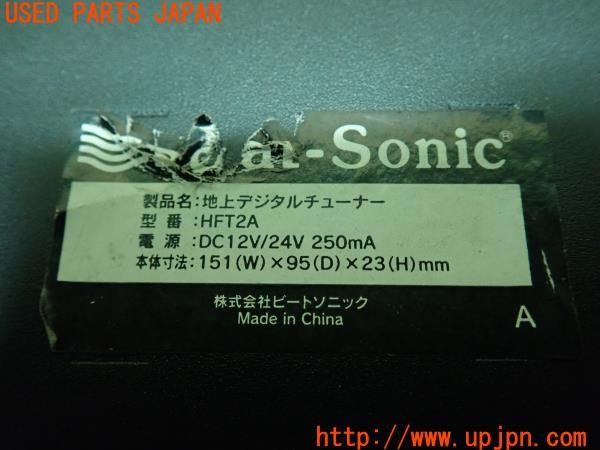 USED PARTS JAPAN
-Sonic®
製品名:地上デジタルチューナー
型 番:HFT2A
電 源:DC12V/24V 250mA
本体寸法:151(W)×95(D)×23(H)mm
株式会社ビートソニック
Made in China
A
http://www.upjpn.com/